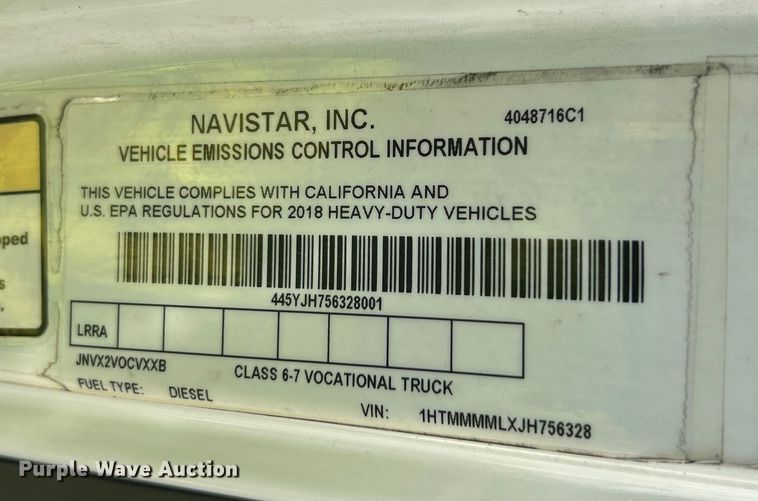 NAVISTAR, INC.
4048716C1
VEHICLE EMISSIONS CONTROL INFORMATION
THIS VEHICLE COMPLIES WITH CALIFORNIA AND
U.S. EPA REGULATIONS FOR 2018 HEAVY-DUTY VEHICLES
445YJH756328001
LRRA
JNVX2VOCVXXB
CLASS 6-7 VOCATIONAL TRUCK
FUEL TYPE: DIESEL
VIN: 1HTMMMMLXJH756328
Purple Wave Auction